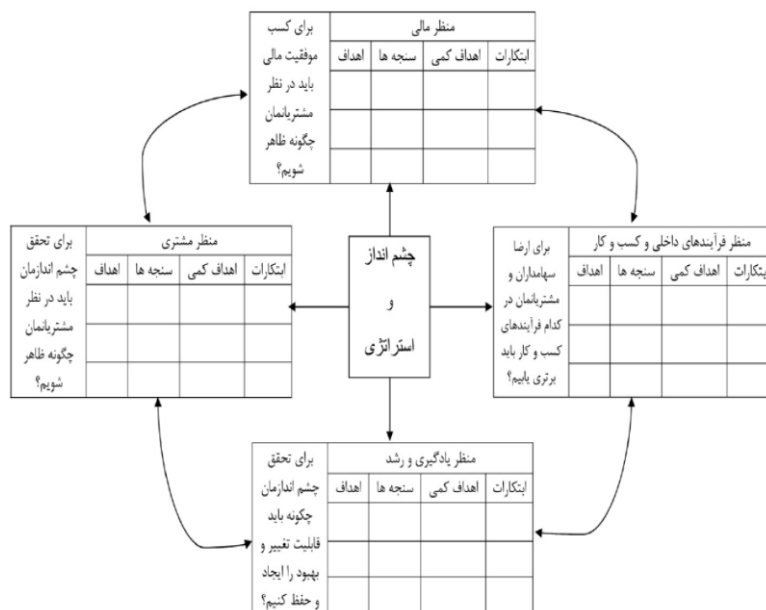 منظر مالی
برای کسب
موفقیت مالی
باید در نظر
مشتریانمان
چگونه ظاهر
شویم؟
اهداف
سنجه ها
اهداف کمی
ابتکارات
منظر مشتری
برای تحقق
چشم اندازمان
باید در نظر
مشتریانمان
چگونه ظاهر
شویم؟
اهداف
سنجه ها
اهداف کمی
ابتکارات
چشم انداز
و
استراتژی
منظر فرآیندهای داخلی و کسب و کار
برای ارضا
سهامداران و
مشتریانمان در
کدام فرآیندهای
کسب و کار باید
برتری یابیم؟
اهداف
سنجه ها
اهداف کمی
ابتکارات
منظر یادگیری و رشد
برای تحقق
چشم اندازمان
چگونه باید
قابلیت تغییر و
بهبود را ایجاد
و حفظ کنیم؟
اهداف
سنجه ها
اهداف کمی
ابتکارات